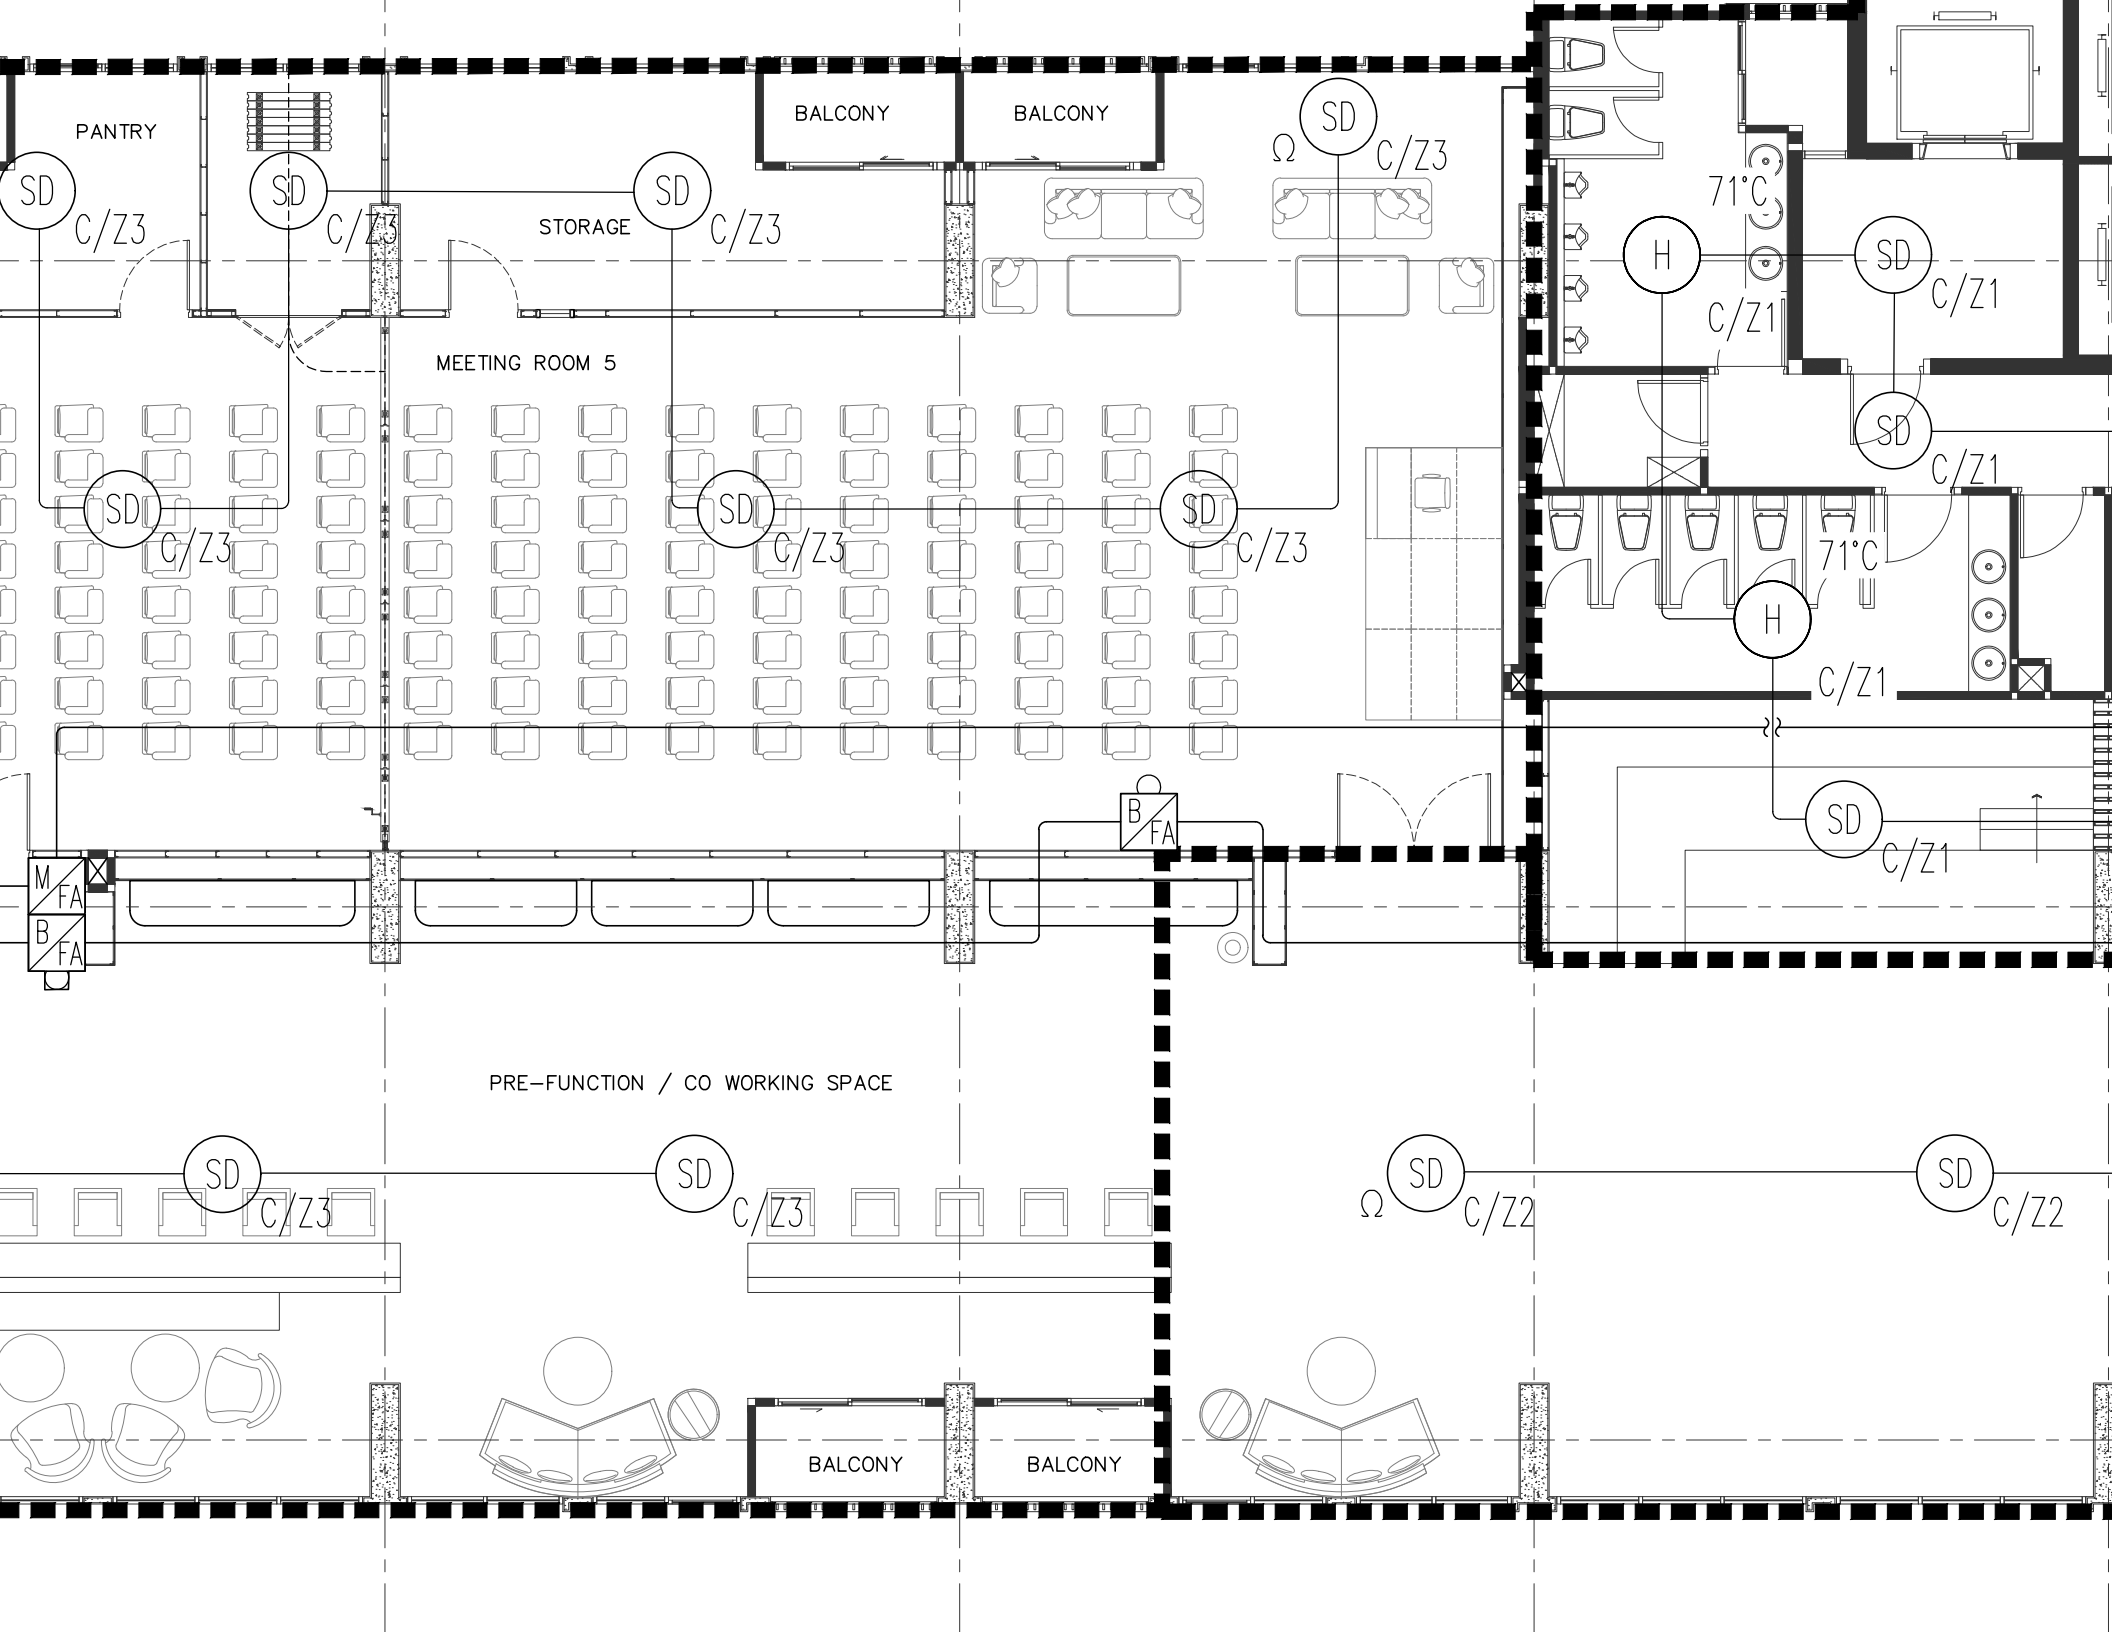 BALCONY
BALCONY
SD
PANTRY
Ω
C/Z3
SD
SD
SD
71°C
C/Z3
C/Z3
STORAGE
C/Z3
H
SD
C/Z1
C/Z1
MEETING ROOM 5
SD
C/Z1
SD
SD
SD
C/Z3
C/Z3
C/Z3
71°C
H
C/Z1
B
FA
SD
C/Z1
M
FA
B
FA
PRE-FUNCTION / CO WORKING SPACE
SD
SD
SD
SD
C/Z3
C/Z3
Ω
C/Z2
C/Z2
BALCONY
BALCONY